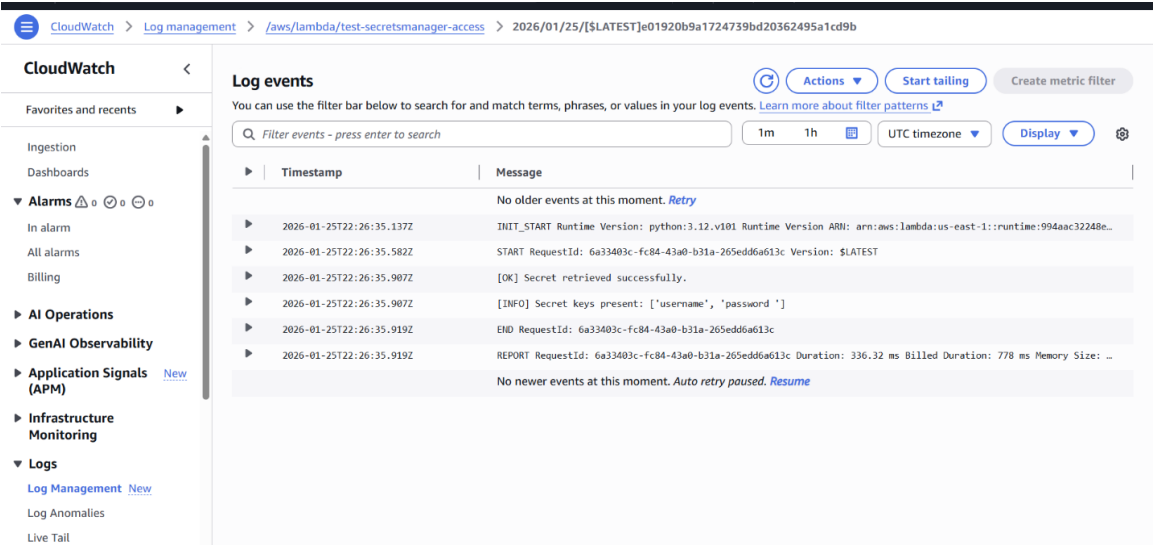 CloudWatch > Log management > /aws/lambda/test-secretsmanager-access > 2026/01/25/[$LATEST]e01920b9a1724739bd20362495a1cd9b
CloudWatch
Favorites and recents
Ingestion
Dashboards
Alarms 0 0 0
In alarm
All alarms
Billing
AI Operations
GenAI Observability
Application Signals New
(APM)
Infrastructure
Monitoring
Logs
Log Management New
Log Anomalies
Live Tail
Log events
Actions
Start tailing
Create metric filter
You can use the filter bar below to search for and match terms, phrases, or values in your log events. Learn more about filter patterns
Filter events - press enter to search
1m 1h UTC timezone Display
Timestamp Message
No older events at this moment. Retry
2026-01-25T22:26:35.137Z INIT_START Runtime Version: python:3.12.v101 Runtime Version ARN: arn:aws:lambda:us-east-1::runtime:994aac32248e…
2026-01-25T22:26:35.582Z START RequestId: 6a33403c-fc84-43a0-b31a-265edd6a613c Version: $LATEST
2026-01-25T22:26:35.907Z [OK] Secret retrieved successfully.
2026-01-25T22:26:35.907Z [INFO] Secret keys present: ['username', 'password ']
2026-01-25T22:26:35.919Z END RequestId: 6a33403c-fc84-43a0-b31a-265edd6a613c
2026-01-25T22:26:35.919Z REPORT RequestId: 6a33403c-fc84-43a0-b31a-265edd6a613c Duration: 336.32 ms Billed Duration: 778 ms Memory Size: …
No newer events at this moment. Auto retry paused. Resume